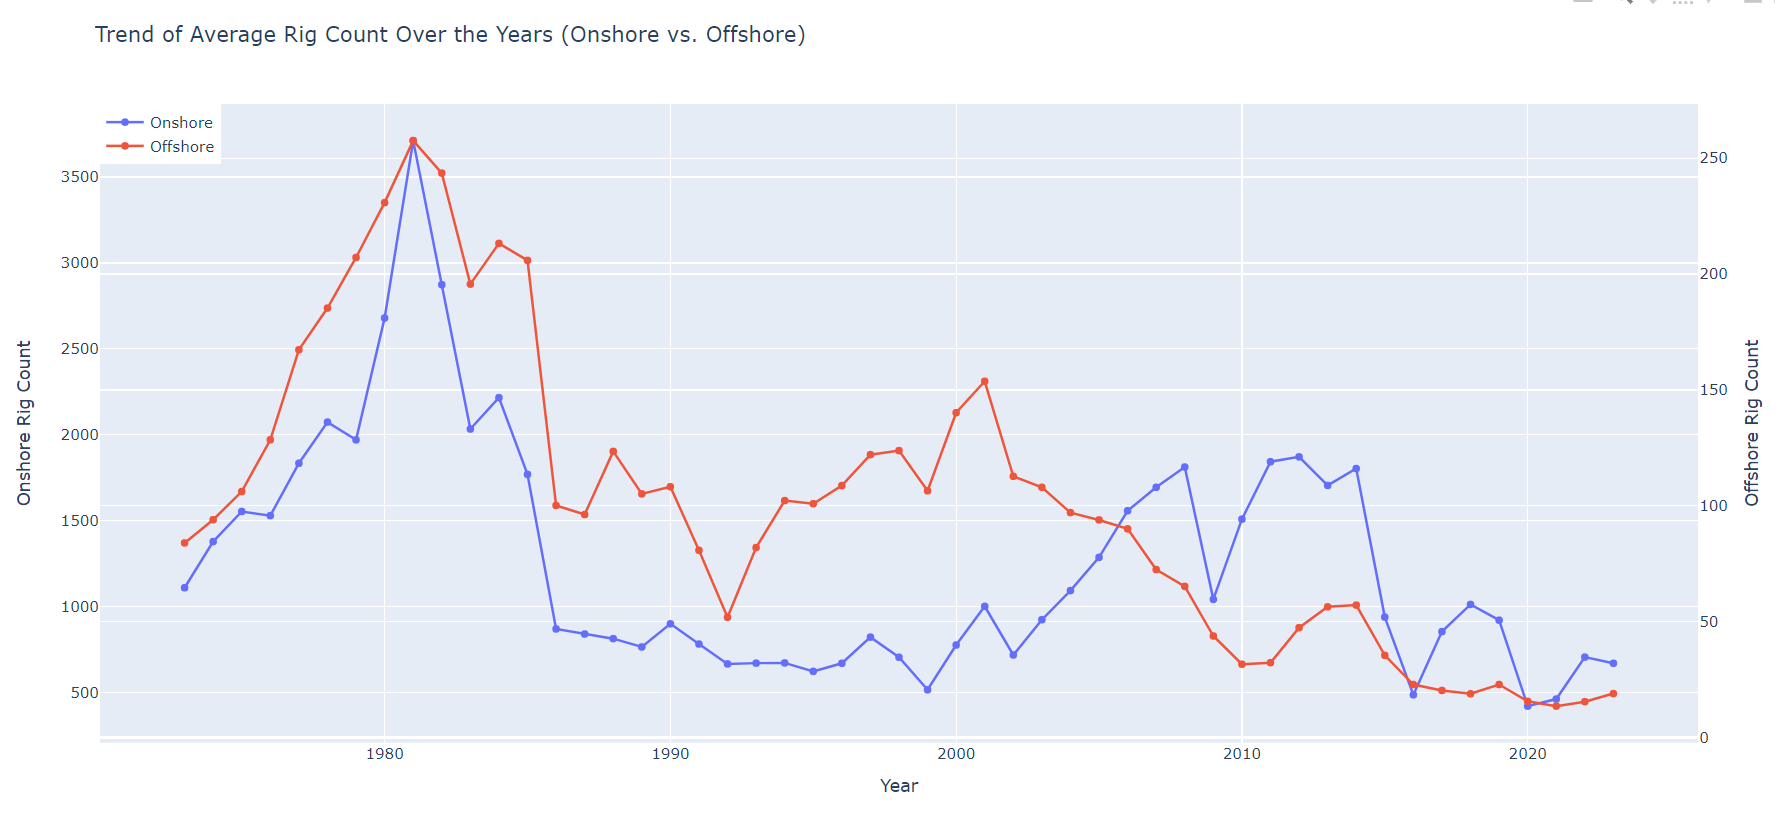 Trend of Average Rig Count Over the Years (Onshore vs. Offshore)
Onshore
Offshore
3500
3000
2500
2000
1500
1000
500
Onshore Rig Count
250
200
150
100
50
0
Offshore Rig Count
1980 1990 2000 2010 2020
Year